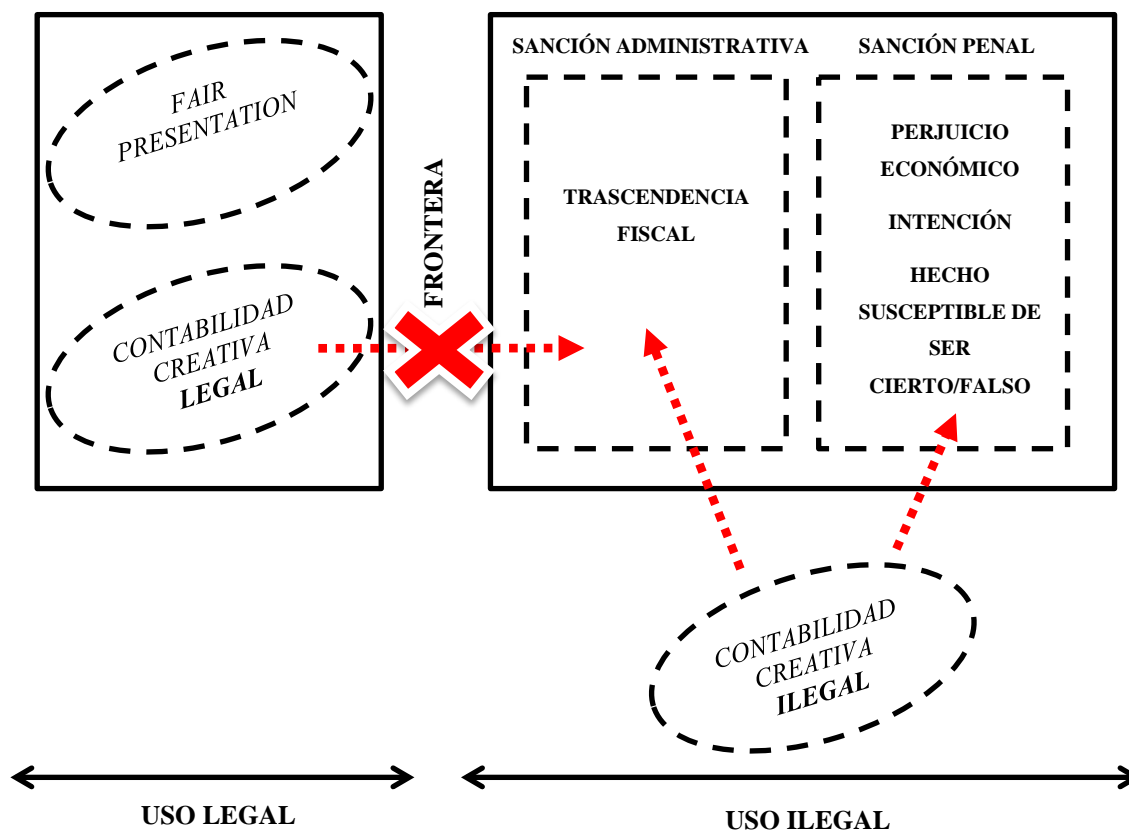 FAIR
PRESENTATION
CONTABILIDAD
CREATIVA
LEGAL
FRONTERA
SANCIÓN ADMINISTRATIVA
TRASCENDENCIA
FISCAL
SANCIÓN PENAL
PERJUICIO
ECONÓMICO
INTENCIÓN
HECHO
SUSCEPTIBLE DE
SER
CIERTO/FALSO
CONTABILIDAD
CREATIVA
ILEGAL
USO LEGAL
USO ILEGAL